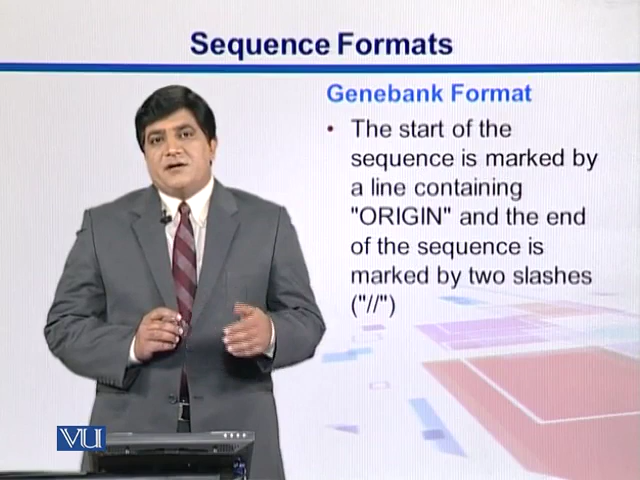 Sequence Formats
Genebank Format
• The start of the
sequence is marked by
a line containing
"ORIGIN" and the end
of the sequence is
marked by two slashes
("//")
VU